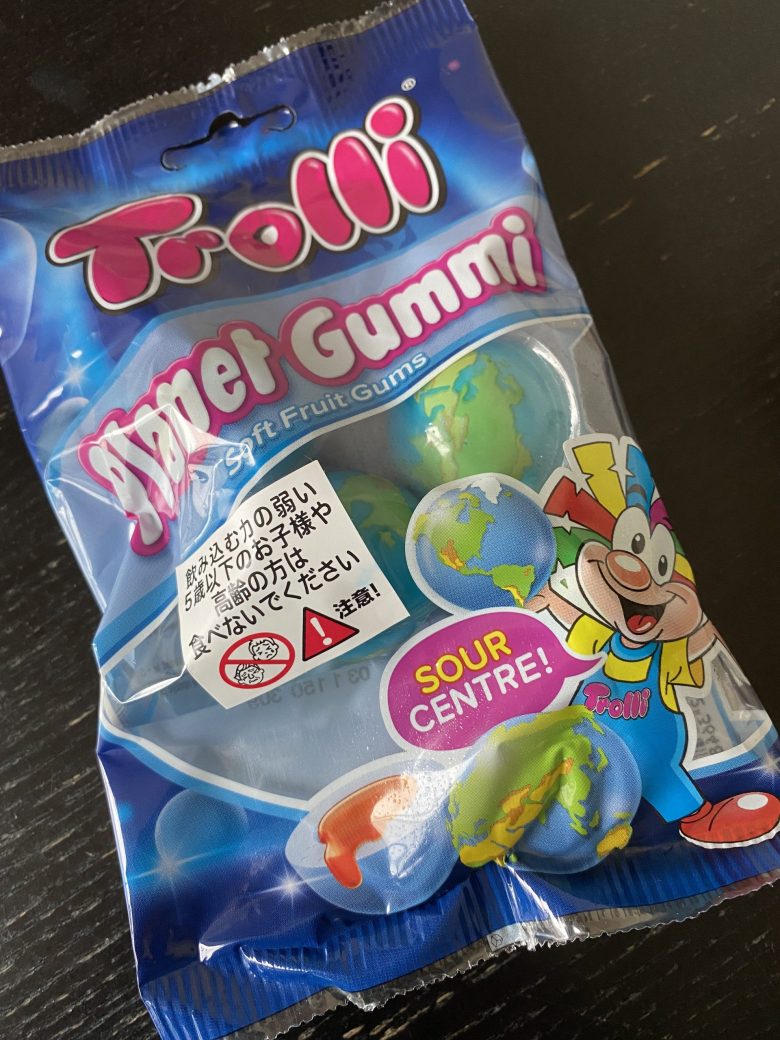 Trolli®
Planet Gummi
Soft Fruit Gums
飲み込む力の弱い
5歳以下のお子様や
高齢の方は
食べないでください
注意!
SOUR
CENTRE!
Trolli